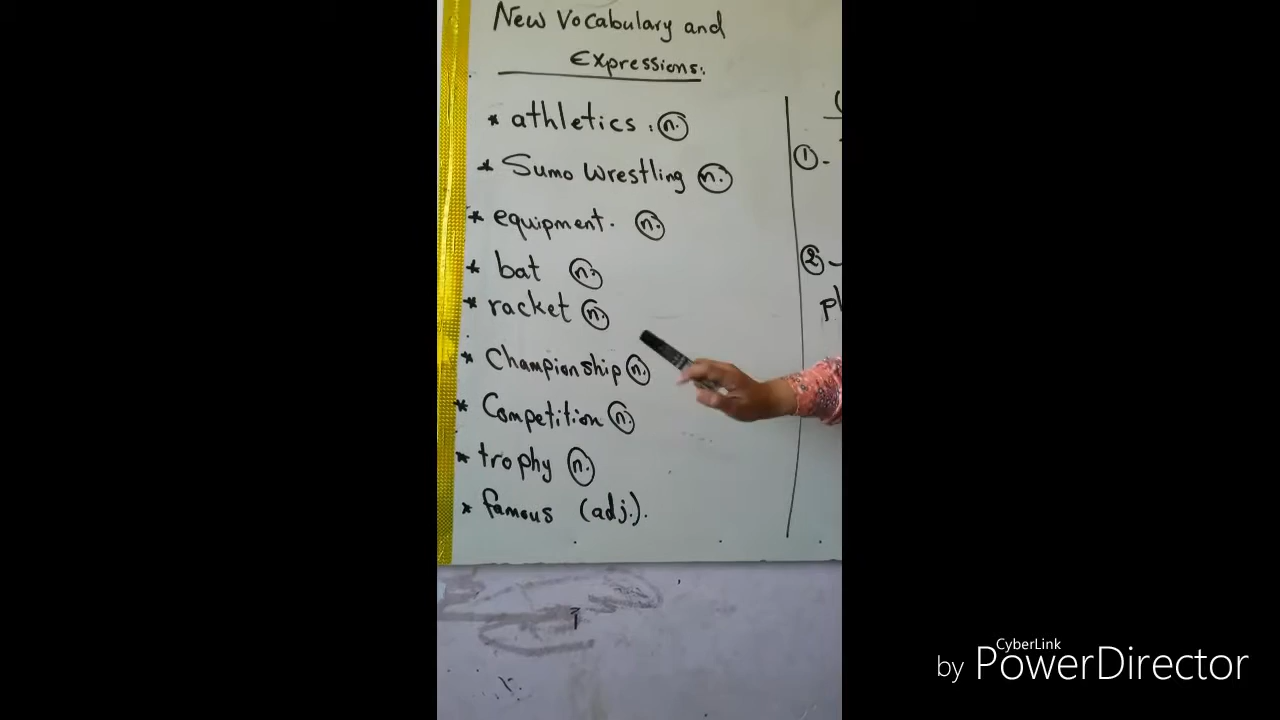 New Vocabulary and
Expressions:
* athletics. n.
* Sumo Wrestling n.
* equipment. n.
* bat n.
* racket n.
* Championship n.
* Competition n.
* trophy n.
* famous (adj.).
1-
2-
pl
CyberLink
by PowerDirector